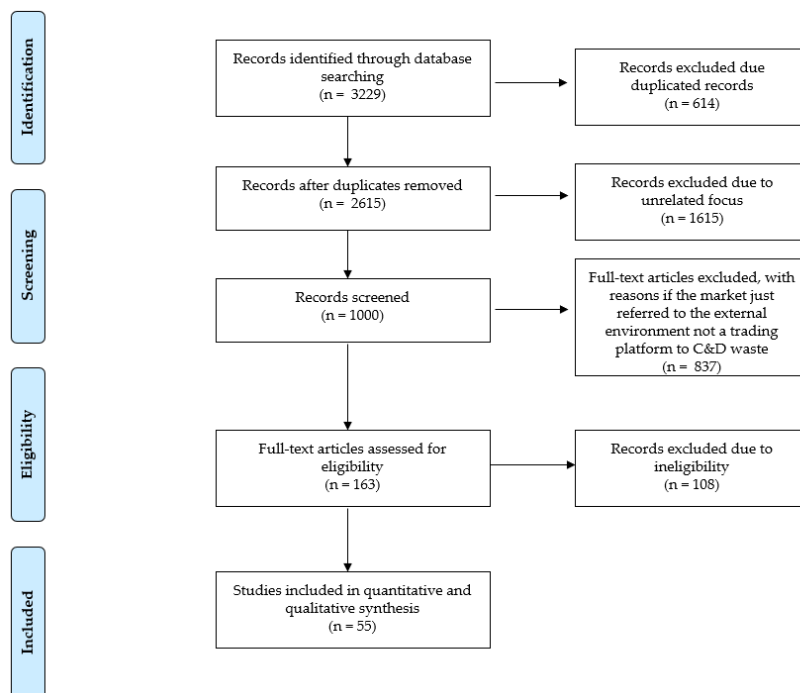 Identification
Records identified through database
searching
(n =  3229)
Records excluded due
duplicated records
(n = 614)
Screening
Records after duplicates removed
(n =  2615)
Records excluded due to
unrelated focus
(n = 1615)
Records screened
(n = 1000)
Full-text articles excluded, with
reasons if the market just
referred to the external
environment not a trading
platform to C&D waste
(n =  837)
Eligibility
Full-text articles assessed for
eligibility
(n = 163)
Records excluded due to
ineligibility
(n = 108)
Included
Studies included in quantitative and
qualitative synthesis
(n = 55)